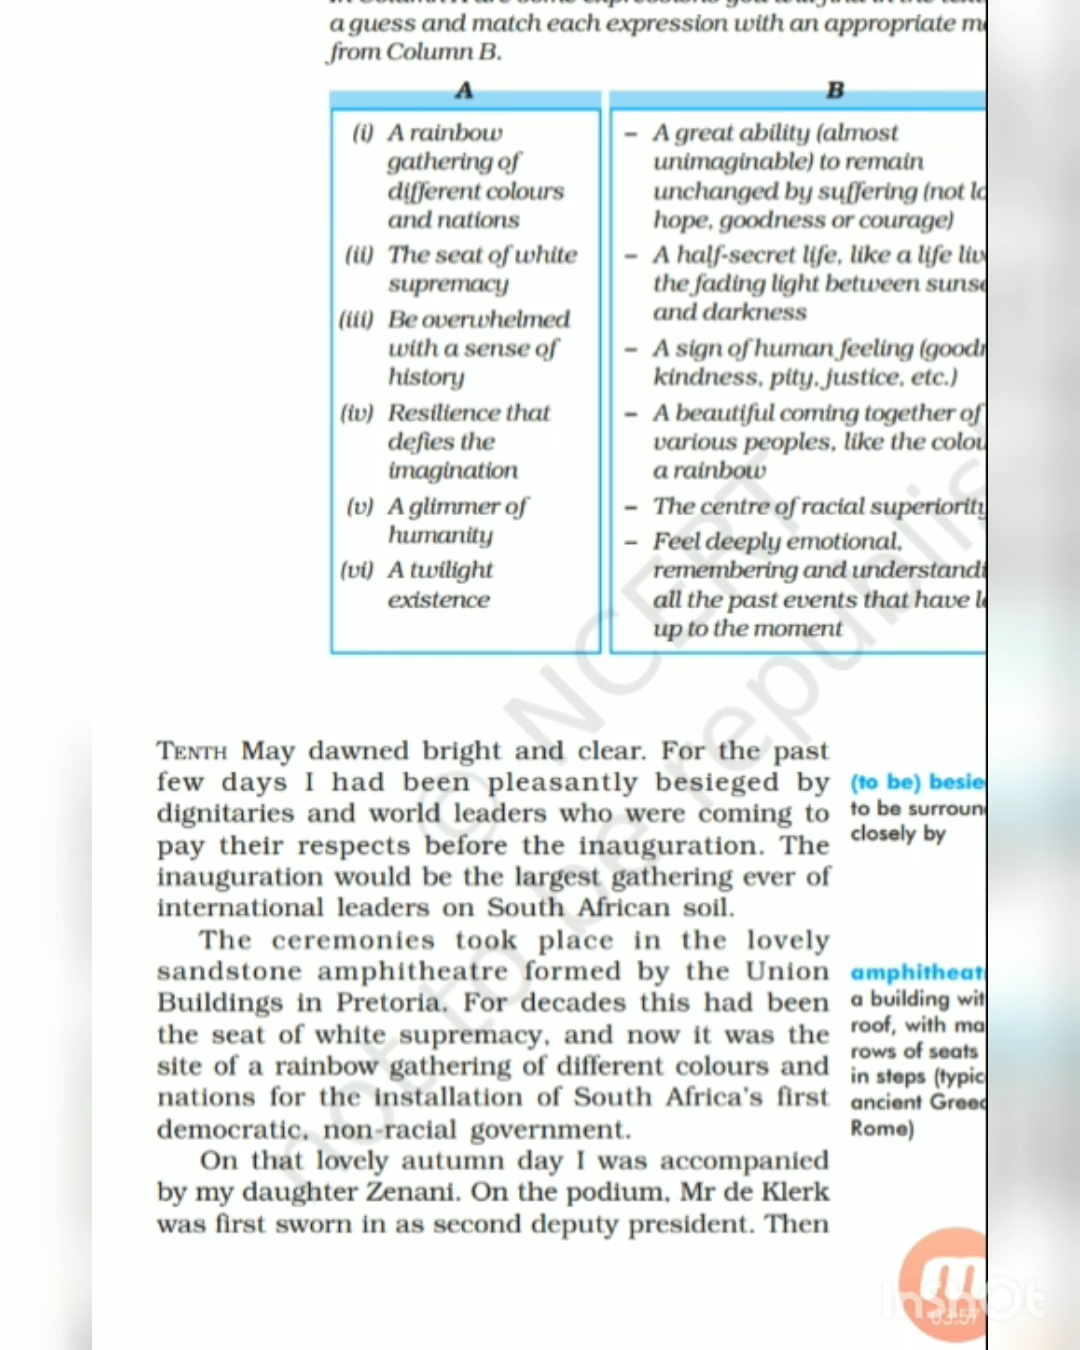 a guess and match each expression with an appropriate
from Column B.
A
(i) A rainbow
gathering of
different colours
and nations
(ii) The seat of white
supremacy
(iii) Be overwhelmed
with a sense of
history
(iv) Resilience that
defies the
imagination
(v) A glimmer of
humanity
(vi) A twilight
existence
B
– A great ability (almost
unimaginable) to remain
unchanged by suffering (not
hope, goodness or courage)
– A half-secret life, like a life
the fading light between
and darkness
– A sign of human feeling
kindness, pity, justice, etc.)
– A beautiful coming together of
various peoples, like the
a rainbow
– The centre of racial superiority
– Feel deeply emotional,
remembering and
all the past events that have
up to the moment
TENTH May dawned bright and clear. For the past
few days I had been pleasantly besieged by
dignitaries and world leaders who were coming to
pay their respects before the inauguration. The
inauguration would be the largest gathering ever of
international leaders on South African soil.
The ceremonies took place in the lovely
sandstone amphitheatre formed by the Union
Buildings in Pretoria. For decades this had been
the seat of white supremacy, and now it was the
site of a rainbow gathering of different colours and
nations for the installation of South Africa's first
democratic, non-racial government.
On that lovely autumn day I was accompanied
by my daughter Zenani. On the podium, Mr de Klerk
was first sworn in as second deputy president. Then
(to be)
to be
closely by
a building
roof, with
rows of seats
in steps
ancient
Rome)
© NCERT
not to be
InShOt
03:57